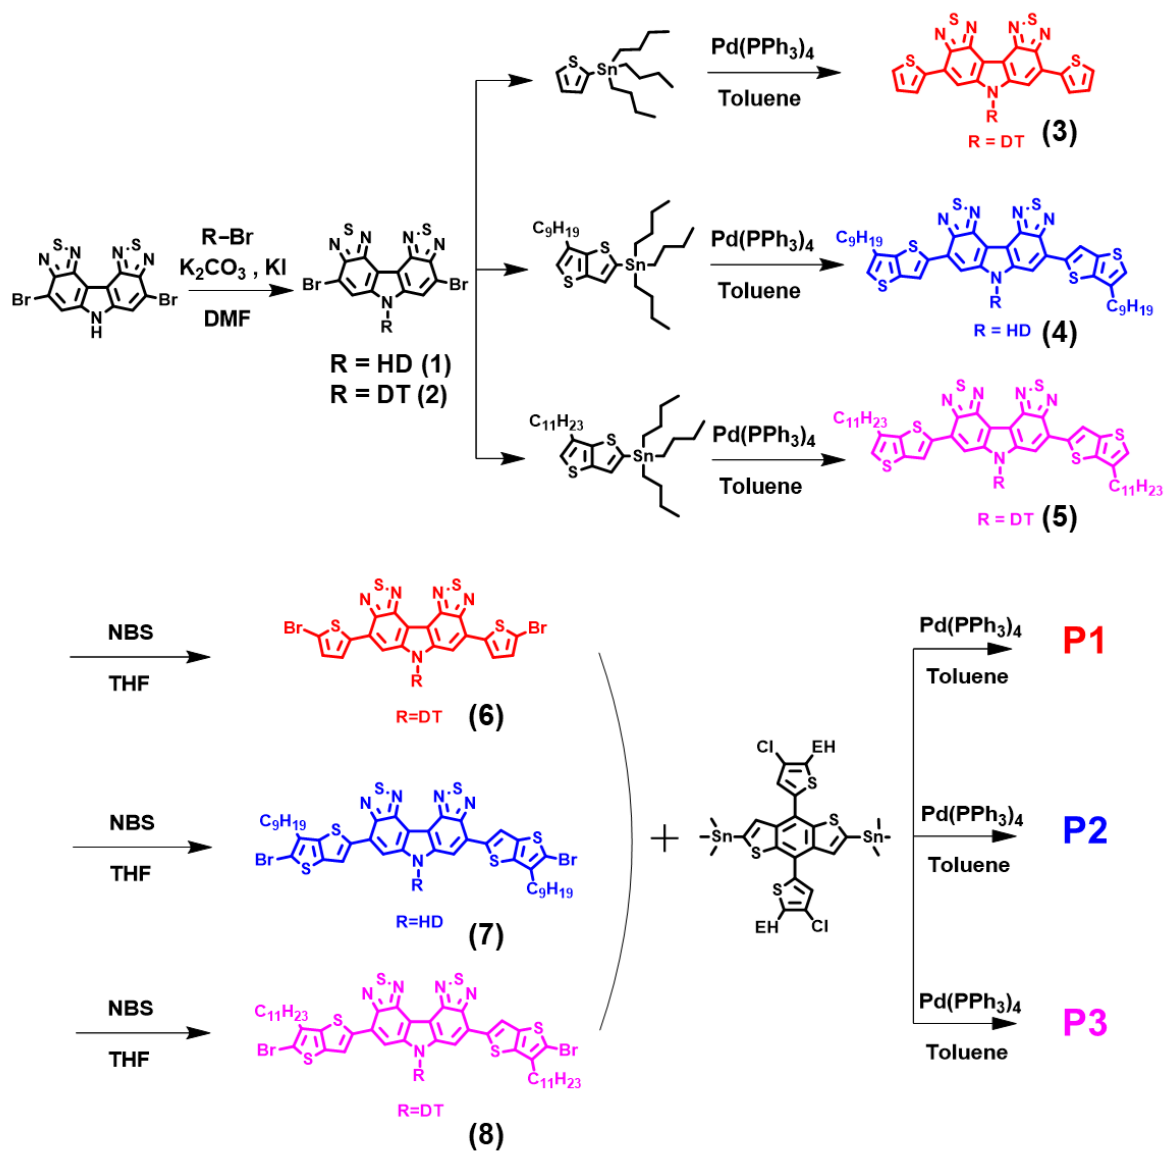 S
N N
S
N N
S
S
N
R
R = DT
(3)
S
Sn
Pd(PPh3)4
Toluene
S
N N
N S N
Br
Br
N
H
R–Br
K2CO3 , KI
DMF
S
N N
S
N N
Br
Br
N
R
R = HD (1)
R = DT (2)
C9H19
S
S
Sn
Pd(PPh3)4
Toluene
S
N N
S
N N
C9H19
S
S
S
S
N
R
C9H19
R = HD
(4)
C11H23
S
S
Sn
Pd(PPh3)4
Toluene
S
N N
S
N N
C11H23
S
S
S
S
N
R
C11H23
R = DT
(5)
NBS
THF
S
N N
S
N N
Br
S
S
Br
N
R
R=DT
(6)
NBS
THF
S
N N
S
N N
C9H19
S
S
Br
S
S
Br
N
R
C9H19
R=HD
(7)
NBS
THF
S
N N
S
N N
C11H23
S
S
Br
S
S
Br
N
R
C11H23
R=DT
(8)
Cl
EH
S
Sn
S
S
Sn
S
EH
Cl
Pd(PPh3)4
Toluene
P1
Pd(PPh3)4
Toluene
P2
Pd(PPh3)4
Toluene
P3